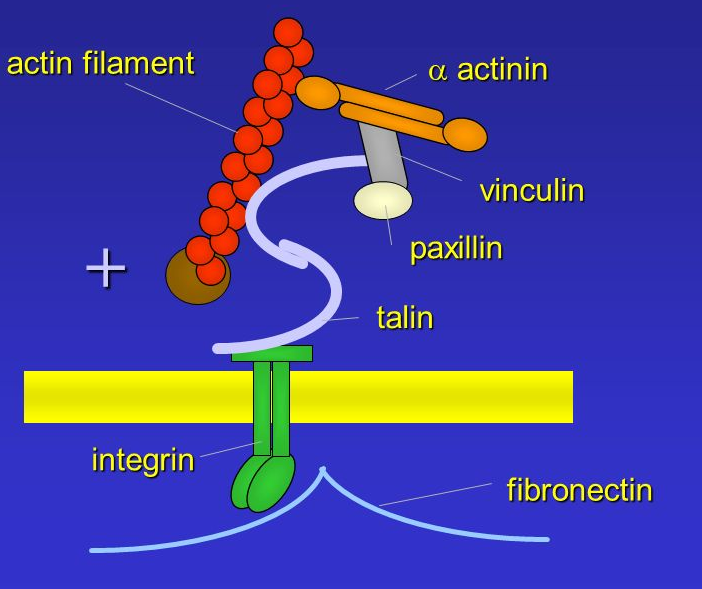 actin filament
α actinin
vinculin
paxillin
+
talin
integrin
fibronectin